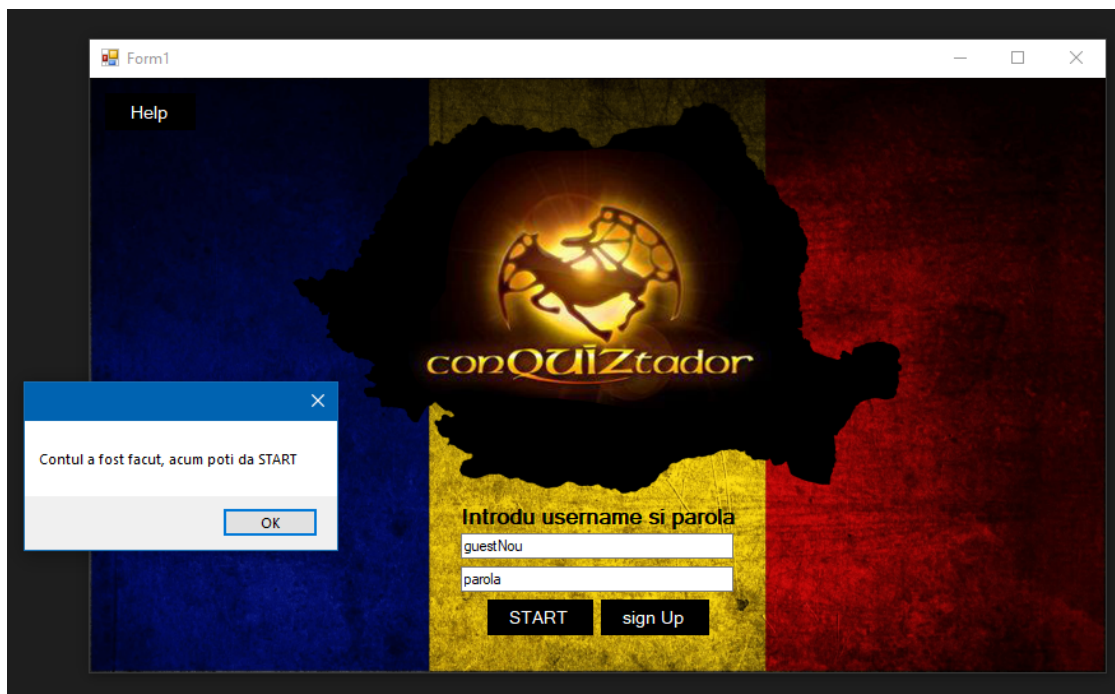 Form1
Help
conQUIZtador
Contul a fost facut, acum poti da START
OK
Introdu username si parola
guestNou
parola
START
sign Up